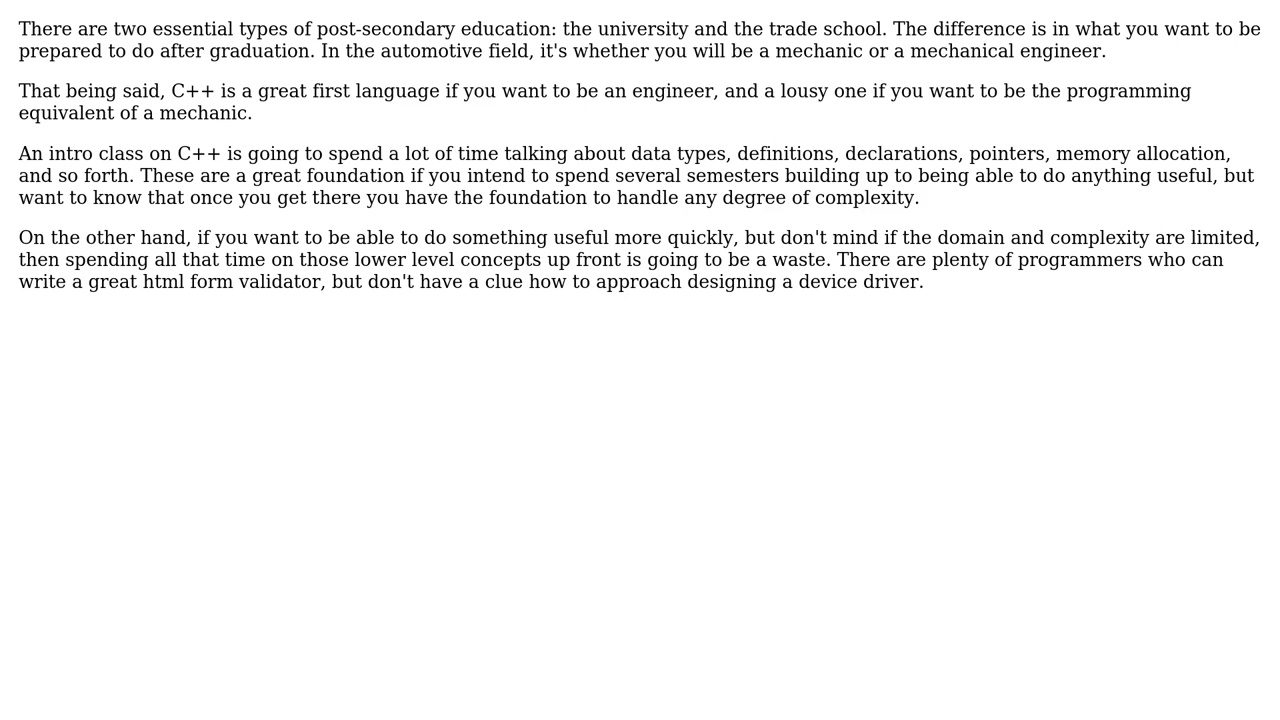 There are two essential types of post-secondary education: the university and the trade school. The difference is in what you want to be
prepared to do after graduation. In the automotive field, it's whether you will be a mechanic or a mechanical engineer.
That being said, C++ is a great first language if you want to be an engineer, and a lousy one if you want to be the programming
equivalent of a mechanic.
An intro class on C++ is going to spend a lot of time talking about data types, definitions, declarations, pointers, memory allocation,
and so forth. These are a great foundation if you intend to spend several semesters building up to being able to do anything useful, but
want to know that once you get there you have the foundation to handle any degree of complexity.
On the other hand, if you want to be able to do something useful more quickly, but don't mind if the domain and complexity are limited,
then spending all that time on those lower level concepts up front is going to be a waste. There are plenty of programmers who can
write a great html form validator, but don't have a clue how to approach designing a device driver.